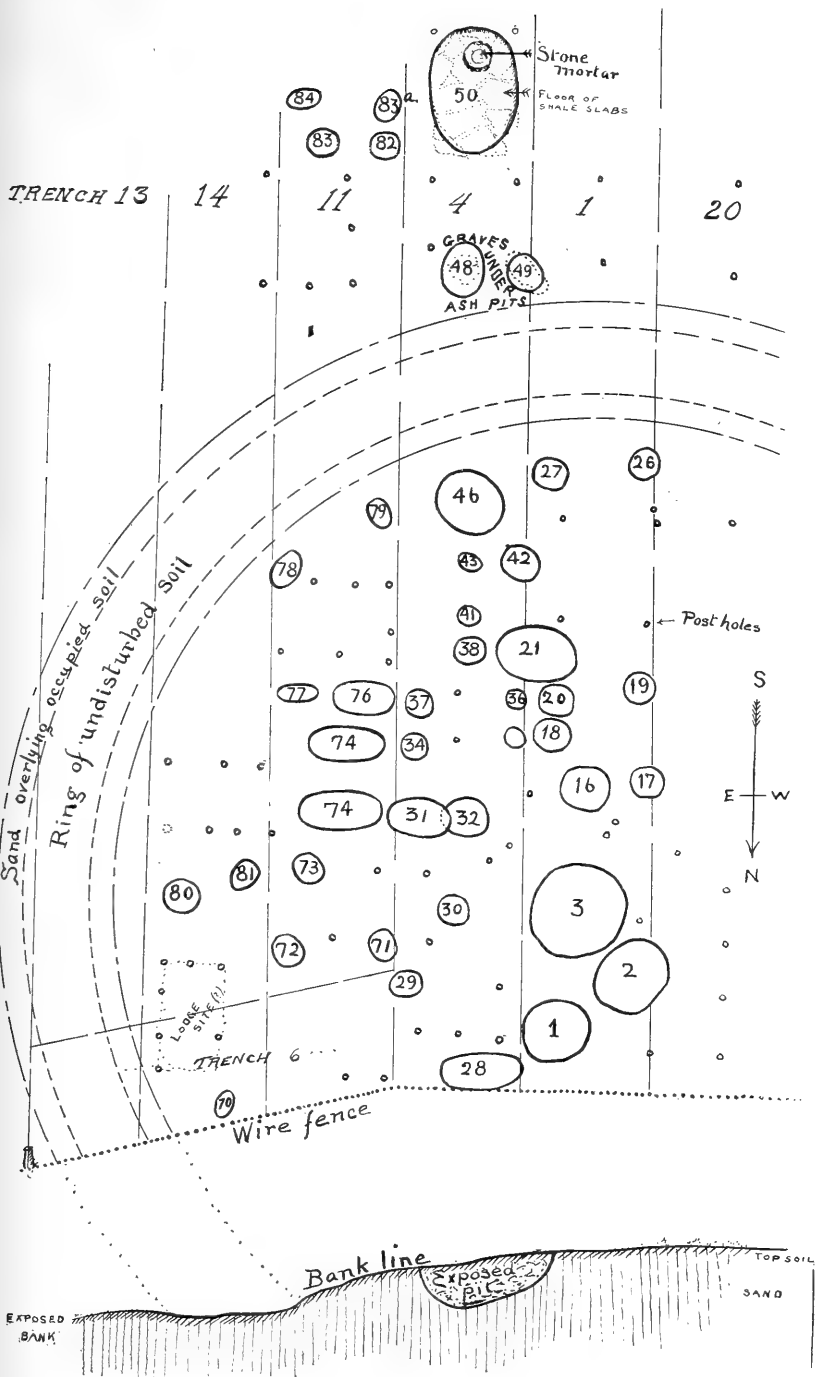 Stone
mortar
50
FLOOR OF
SHALE SLABS
84
83
a.
83
82
TRENCH 13
14
11
4
1
20
GRAVES
UNDER
ASH PITS
48
49
27
26
46
79
43
42
78
41
Post holes
38
21
S
77
76
37
36
20
19
74
34
18
16
17
E
W
74
31
32
N
73
81
80
3
30
72
71
2
29
1
LODGE
SITE(?)
TRENCH 6
28
70
Sand overlying occupied soil
Ring of undisturbed soil
Wire fence
Bank line
Exposed
pit
TOP SOIL
SAND
EXPOSED
BANK